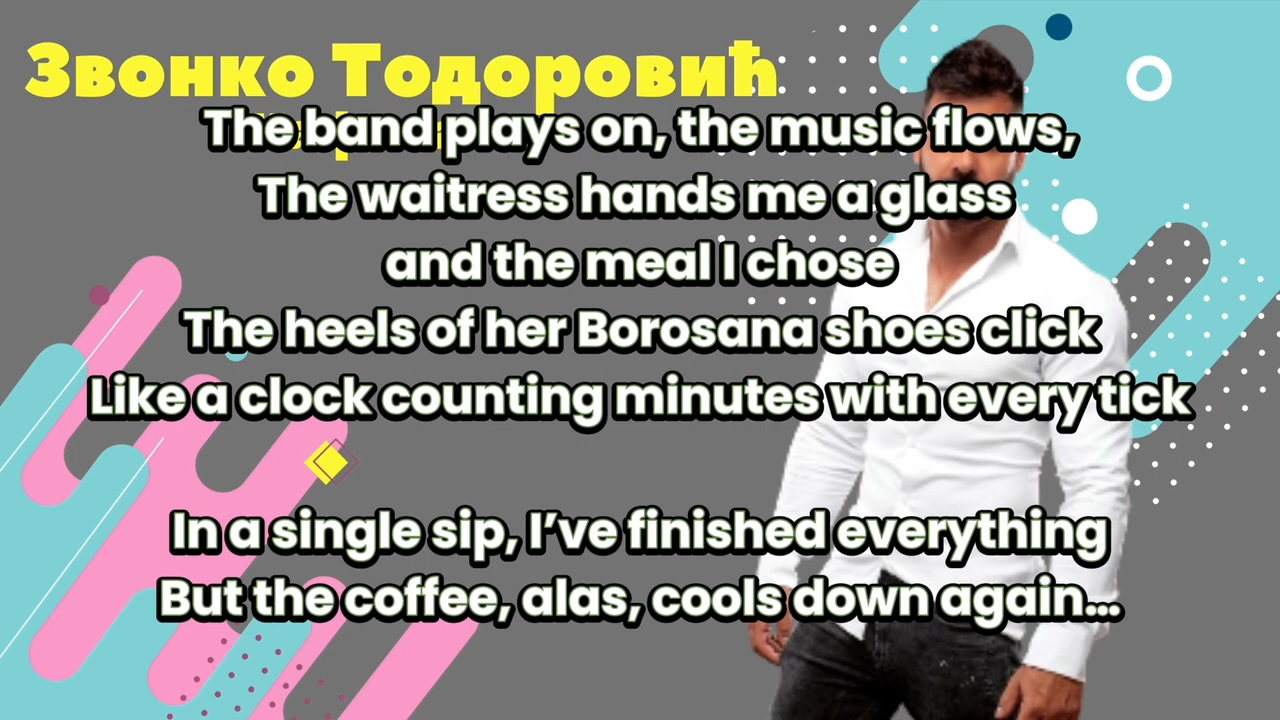 Звонко Тодоровић
The band plays on, the music flows,
The waitress hands me a glass
and the meal I chose
The heels of her Borosana shoes click
Like a clock counting minutes with every tick
In a single sip, I’ve finished everything
But the coffee, alas, cools down again...